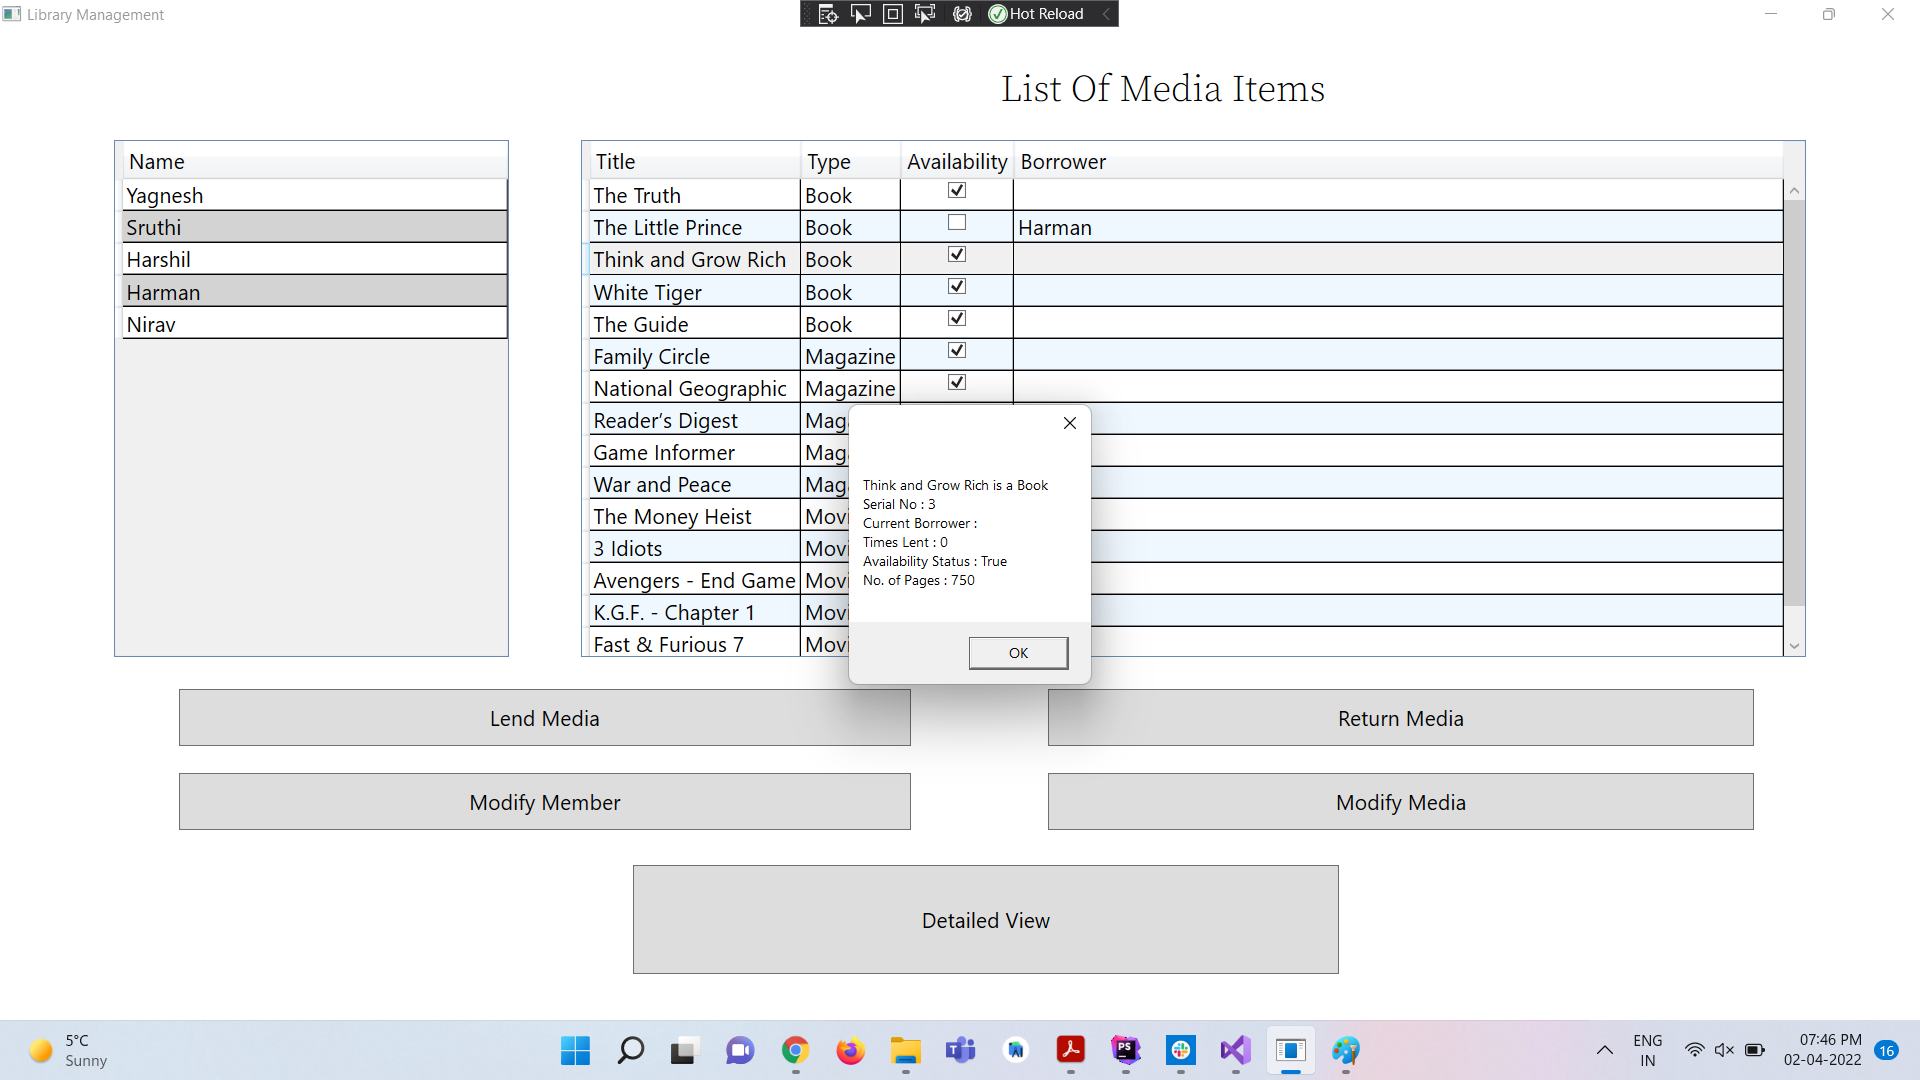 Library Management
Hot Reload
List Of Media Items
Name
Yagnesh
Sruthi
Harshil
Harman
Nirav
Title Type Availability Borrower
The Truth Book
The Little Prince Book Harman
Think and Grow Rich Book
White Tiger Book
The Guide Book
Family Circle Magazine
National Geographic Magazine
Reader’s Digest Mag
Game Informer Mag
War and Peace Mag
The Money Heist Movi
3 Idiots Movi
Avengers - End Game Movi
K.G.F. - Chapter 1 Movi
Fast & Furious 7 Movi
Think and Grow Rich is a Book
Serial No : 3
Current Borrower :
Times Lent : 0
Availability Status : True
No. of Pages : 750
OK
Lend Media
Return Media
Modify Member
Modify Media
Detailed View
5°C
Sunny
PS
ENG
IN
07:46 PM
02-04-2022
16